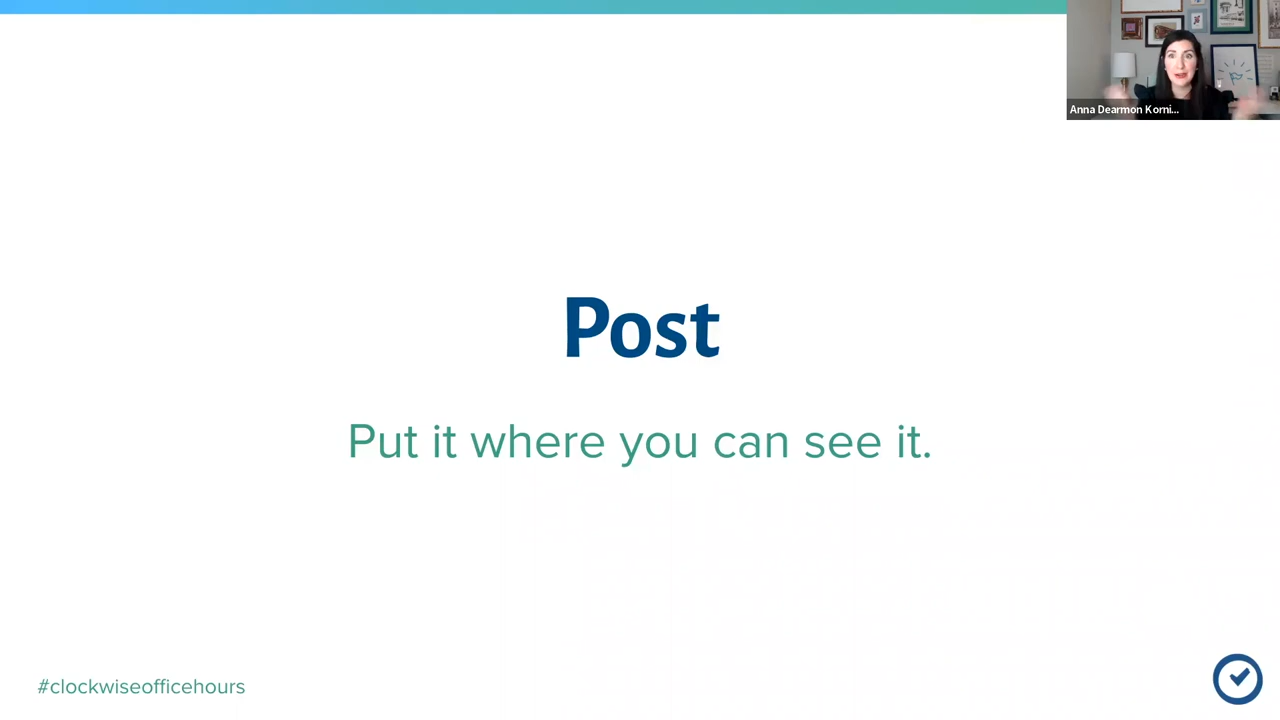 Anna Dearmon Korni...
Post
Put it where you can see it.
#clockwiseofficehours